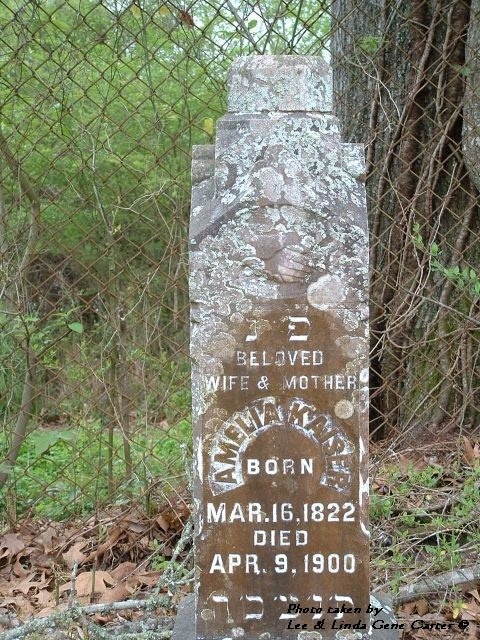 פ נ
BELOVED
WIFE & MOTHER
AMELIA KAISER
BORN
MAR. 16, 1822
DIED
APR. 9, 1900
Photo taken by
Lee & Linda Gene Carter ©